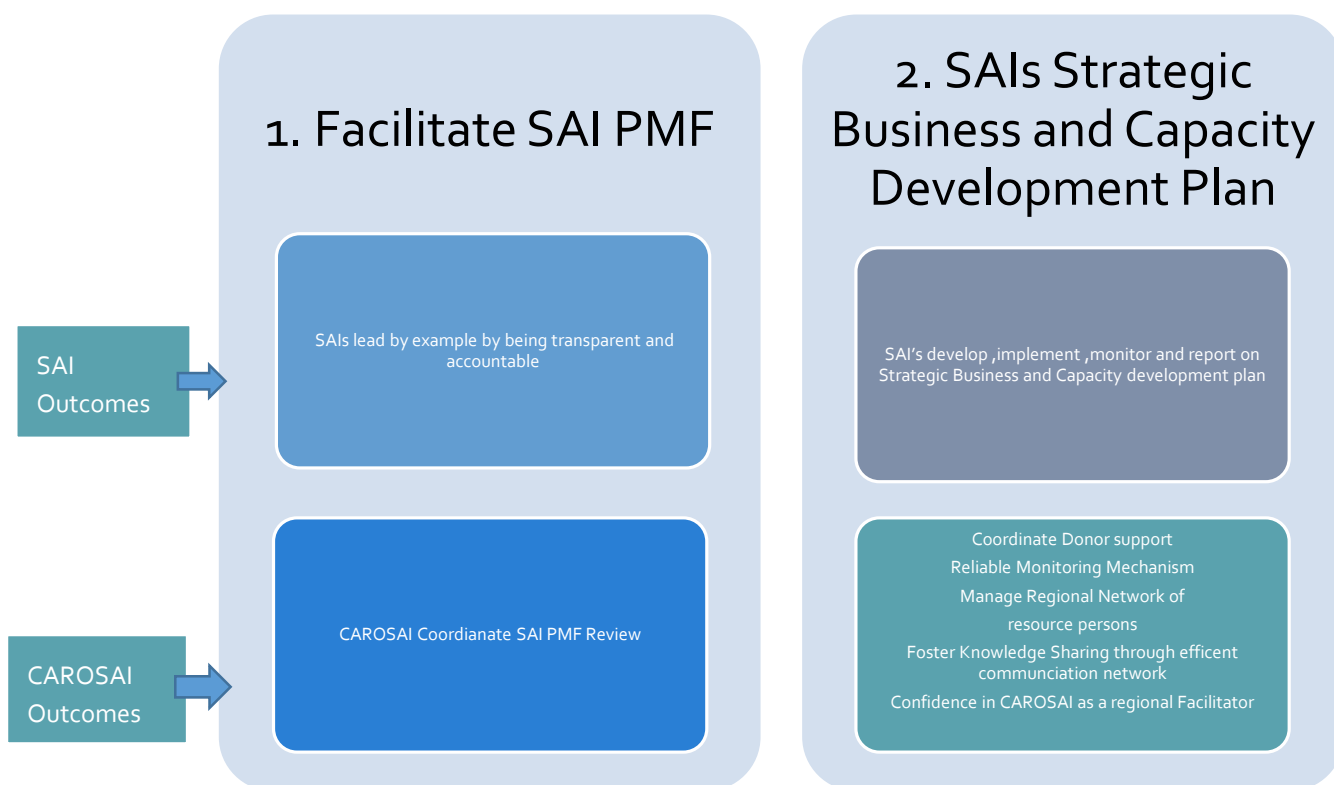 1. Facilitate SAI PMF
2. SAIs Strategic
Business and Capacity
Development Plan
SAI
Outcomes
SAIs lead by example by being transparent and
accountable
SAI’s develop ,implement ,monitor and report on
Strategic Business and Capacity development plan
CAROSAI
Outcomes
CAROSAI Coordianate SAI PMF Review
Coordinate Donor support
Reliable Monitoring Mechanism
Manage Regional Network of
resource persons
Foster Knowledge Sharing through efficent
communciation network
Confidence in CAROSAI as a regional Facilitator